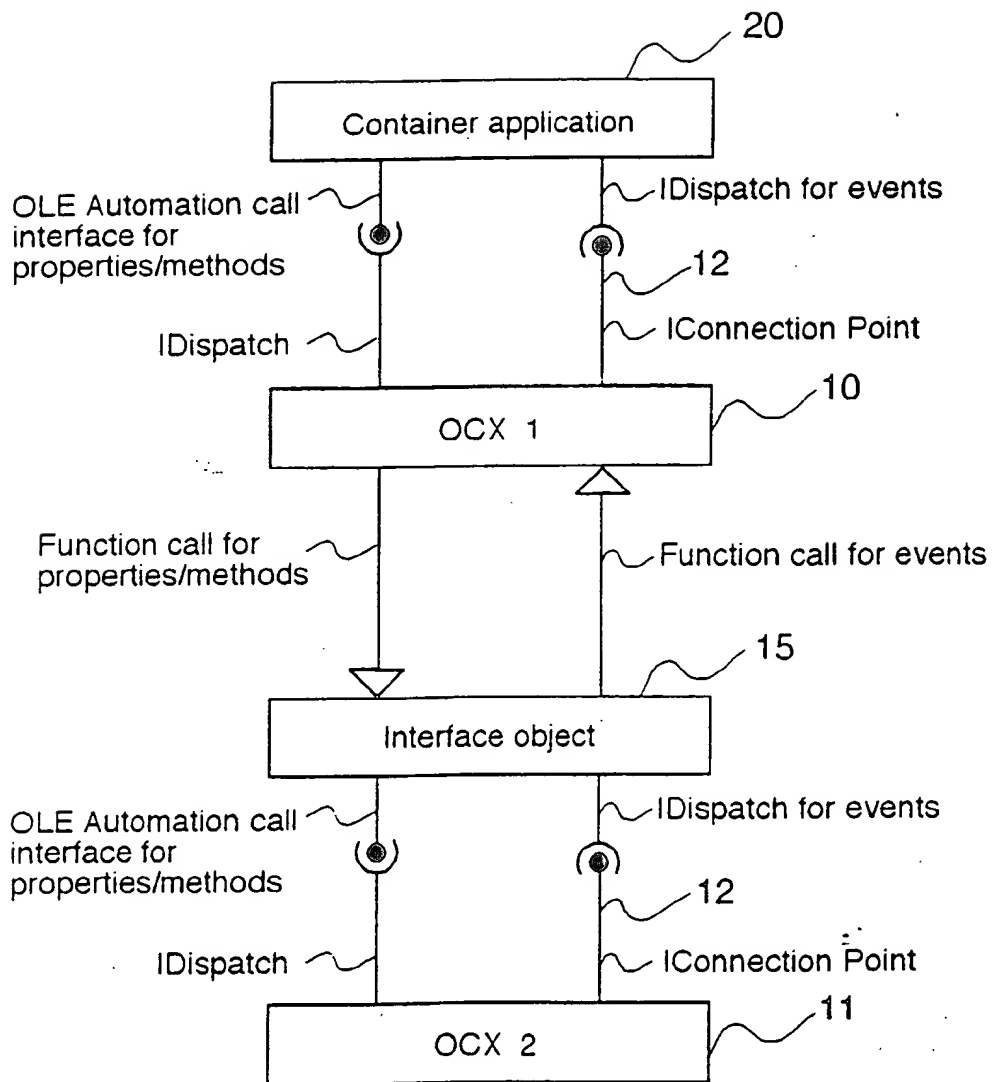 20
Container application
OLE Automation call
interface for
properties/methods
IDispatch for events
12
IDispatch
IConnection Point
10
OCX 1
Function call for
properties/methods
Function call for events
15
Interface object
OLE Automation call
interface for
properties/methods
IDispatch for events
12
IDispatch
IConnection Point
11
OCX 2